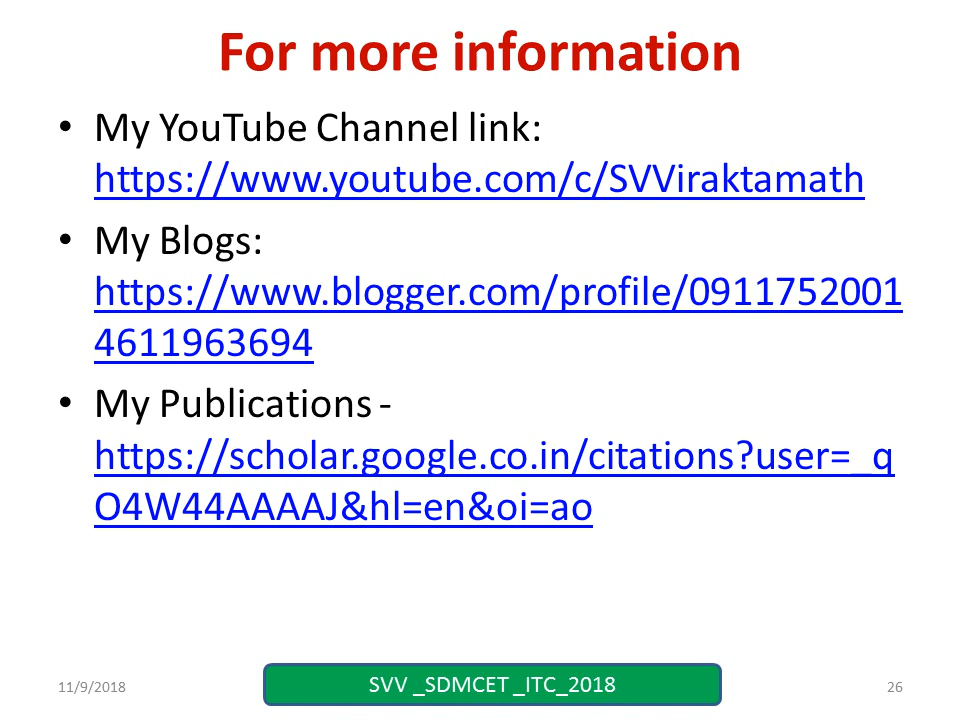 For more information
• My YouTube Channel link:
https://www.youtube.com/c/SVViraktamath
• My Blogs:
https://www.blogger.com/profile/0911752001
4611963694
• My Publications -
https://scholar.google.co.in/citations?user=_q
O4W44AAAAJ&hl=en&oi=ao
11/9/2018
SVV _SDMCET _ITC_2018
26